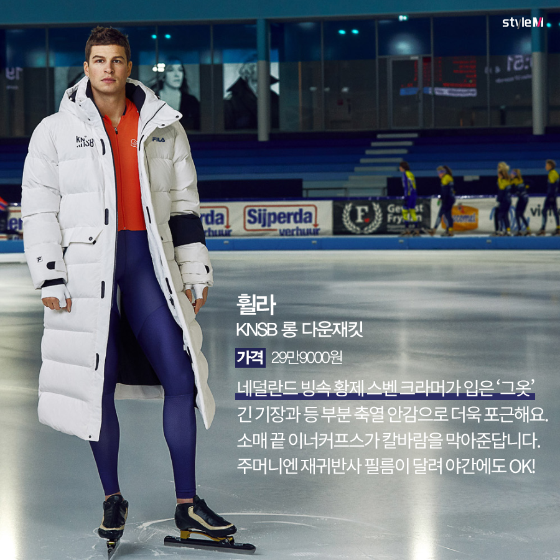 styleM
KNSB
FILA
Sijperda
verhuur
Sijperda
verhuur
F
휠라
KNSB 롱 다운재킷
가격 29만9000원
네덜란드 빙속 황제 스벤 크라머가 입은 ‘그옷’
긴 기장과 등 부분 축열 안감으로 더욱 포근해요.
소매 끝 이너커프스가 칼바람을 막아준답니다.
주머니엔 재귀반사 필름이 달려 야간에도 OK!